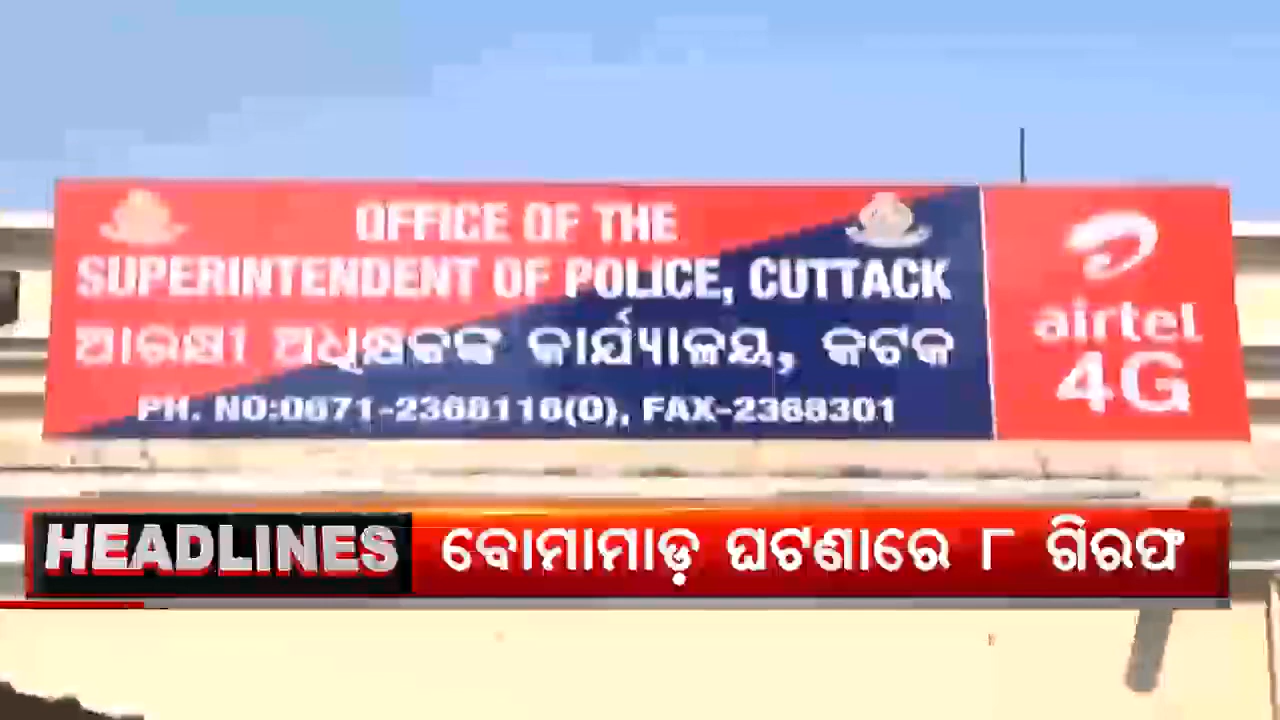 OFFICE OF THE
SUPERINTENDENT OF POLICE, CUTTACK
ଆରକ୍ଷୀ ଅଧିକ୍ଷକଙ୍କ କାର୍ଯ୍ୟାଳୟ, କଟକ
PH. NO:0671-2368116(O), FAX-2368301
airtel
4G
HEADLINES ବୋମାମାଡ଼ ଘଟଣାରେ ୮ ଗିରଫ